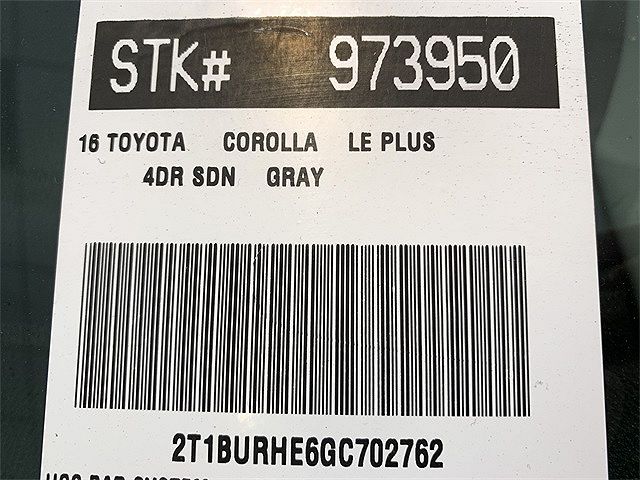 STK# 973950
16 TOYOTA COROLLA LE PLUS
4DR SDN GRAY
2T1BURHE6GC702762